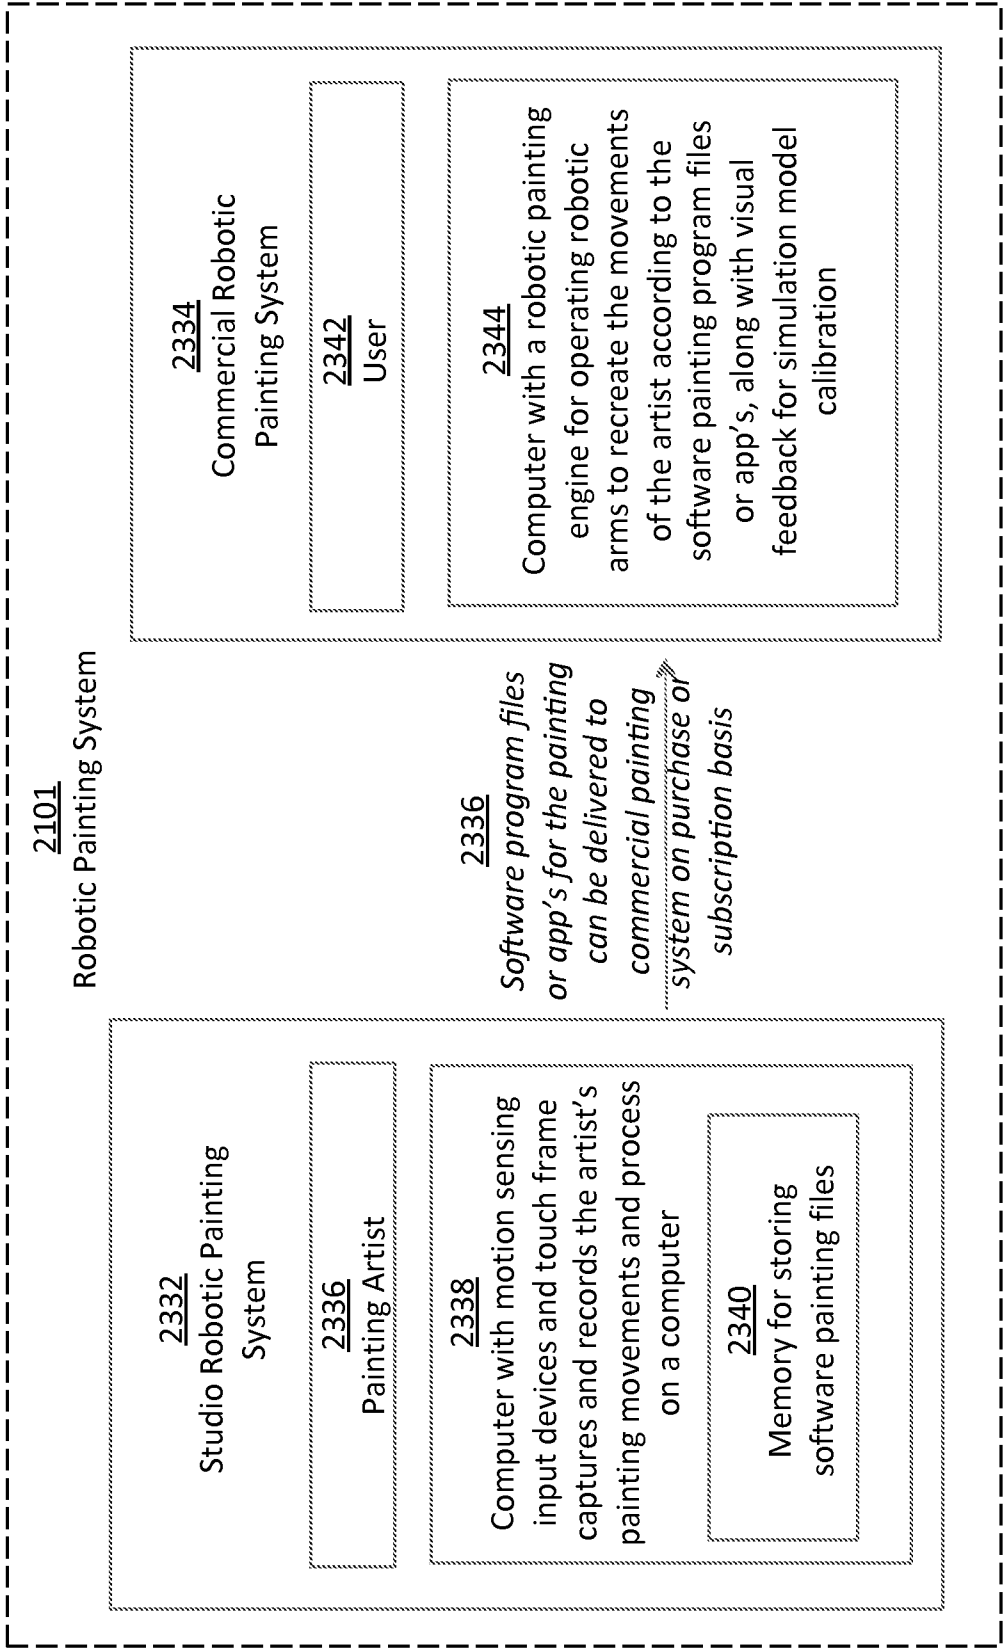 2101
Robotic Painting System
2332
Studio Robotic Painting
System
2336
Painting Artist
2338
Computer with motion sensing
input devices and touch frame
captures and records the artist's
painting movements and process
on a computer
2340
Memory for storing
software painting files
2336
Software program files
or app's for the painting
can be delivered to
commercial painting
system on purchase or
subscription basis
2334
Commercial Robotic
Painting System
2342
User
2344
Computer with a robotic painting
engine for operating robotic
arms to recreate the movements
of the artist according to the
software painting program files
or app's, along with visual
feedback for simulation model
calibration